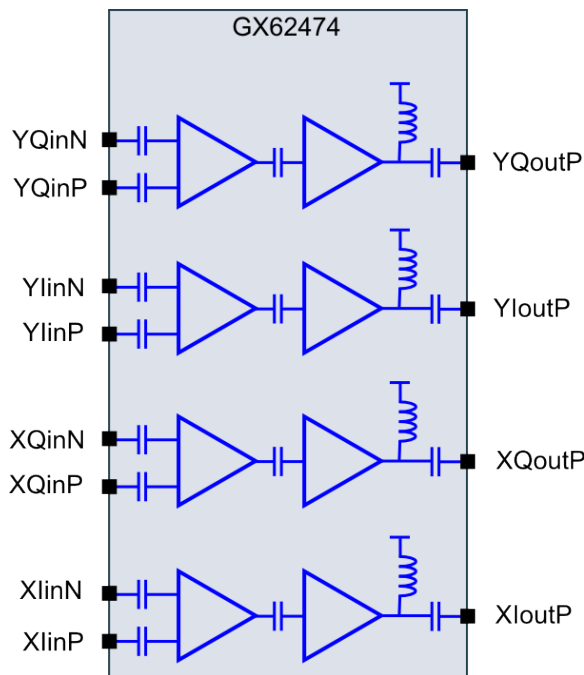 GX62474
YQinN
YQinP
YQoutP
YIinN
YIinP
YIoutP
XQinN
XQinP
XQoutP
XIinN
XIinP
XIoutP